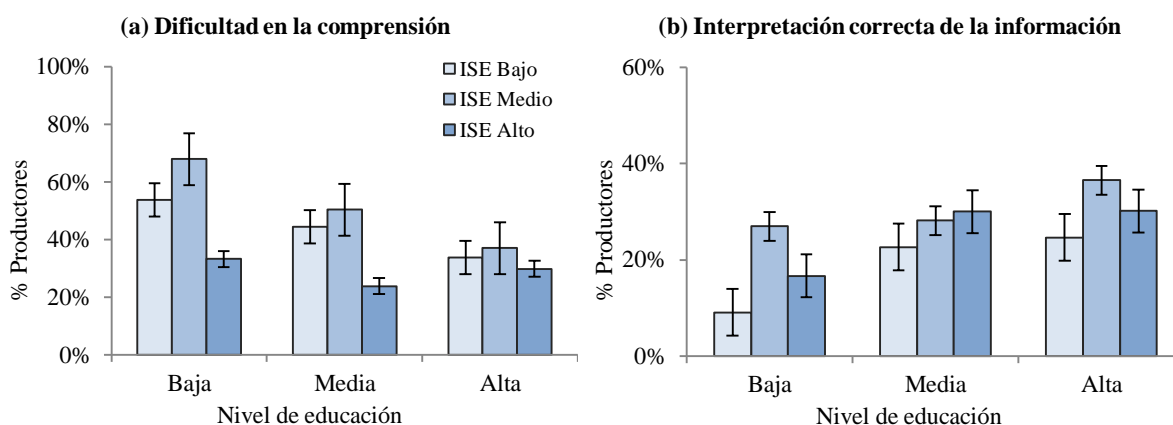 (a) Dificultad en la comprensión
100%
80%
60%
40%
20%
0%
% Productores
ISE Bajo
ISE Medio
ISE Alto
Baja
Media
Alta
Nivel de educación
(b) Interpretación correcta de la información
60%
40%
20%
0%
% Productores
Baja
Media
Alta
Nivel de educación